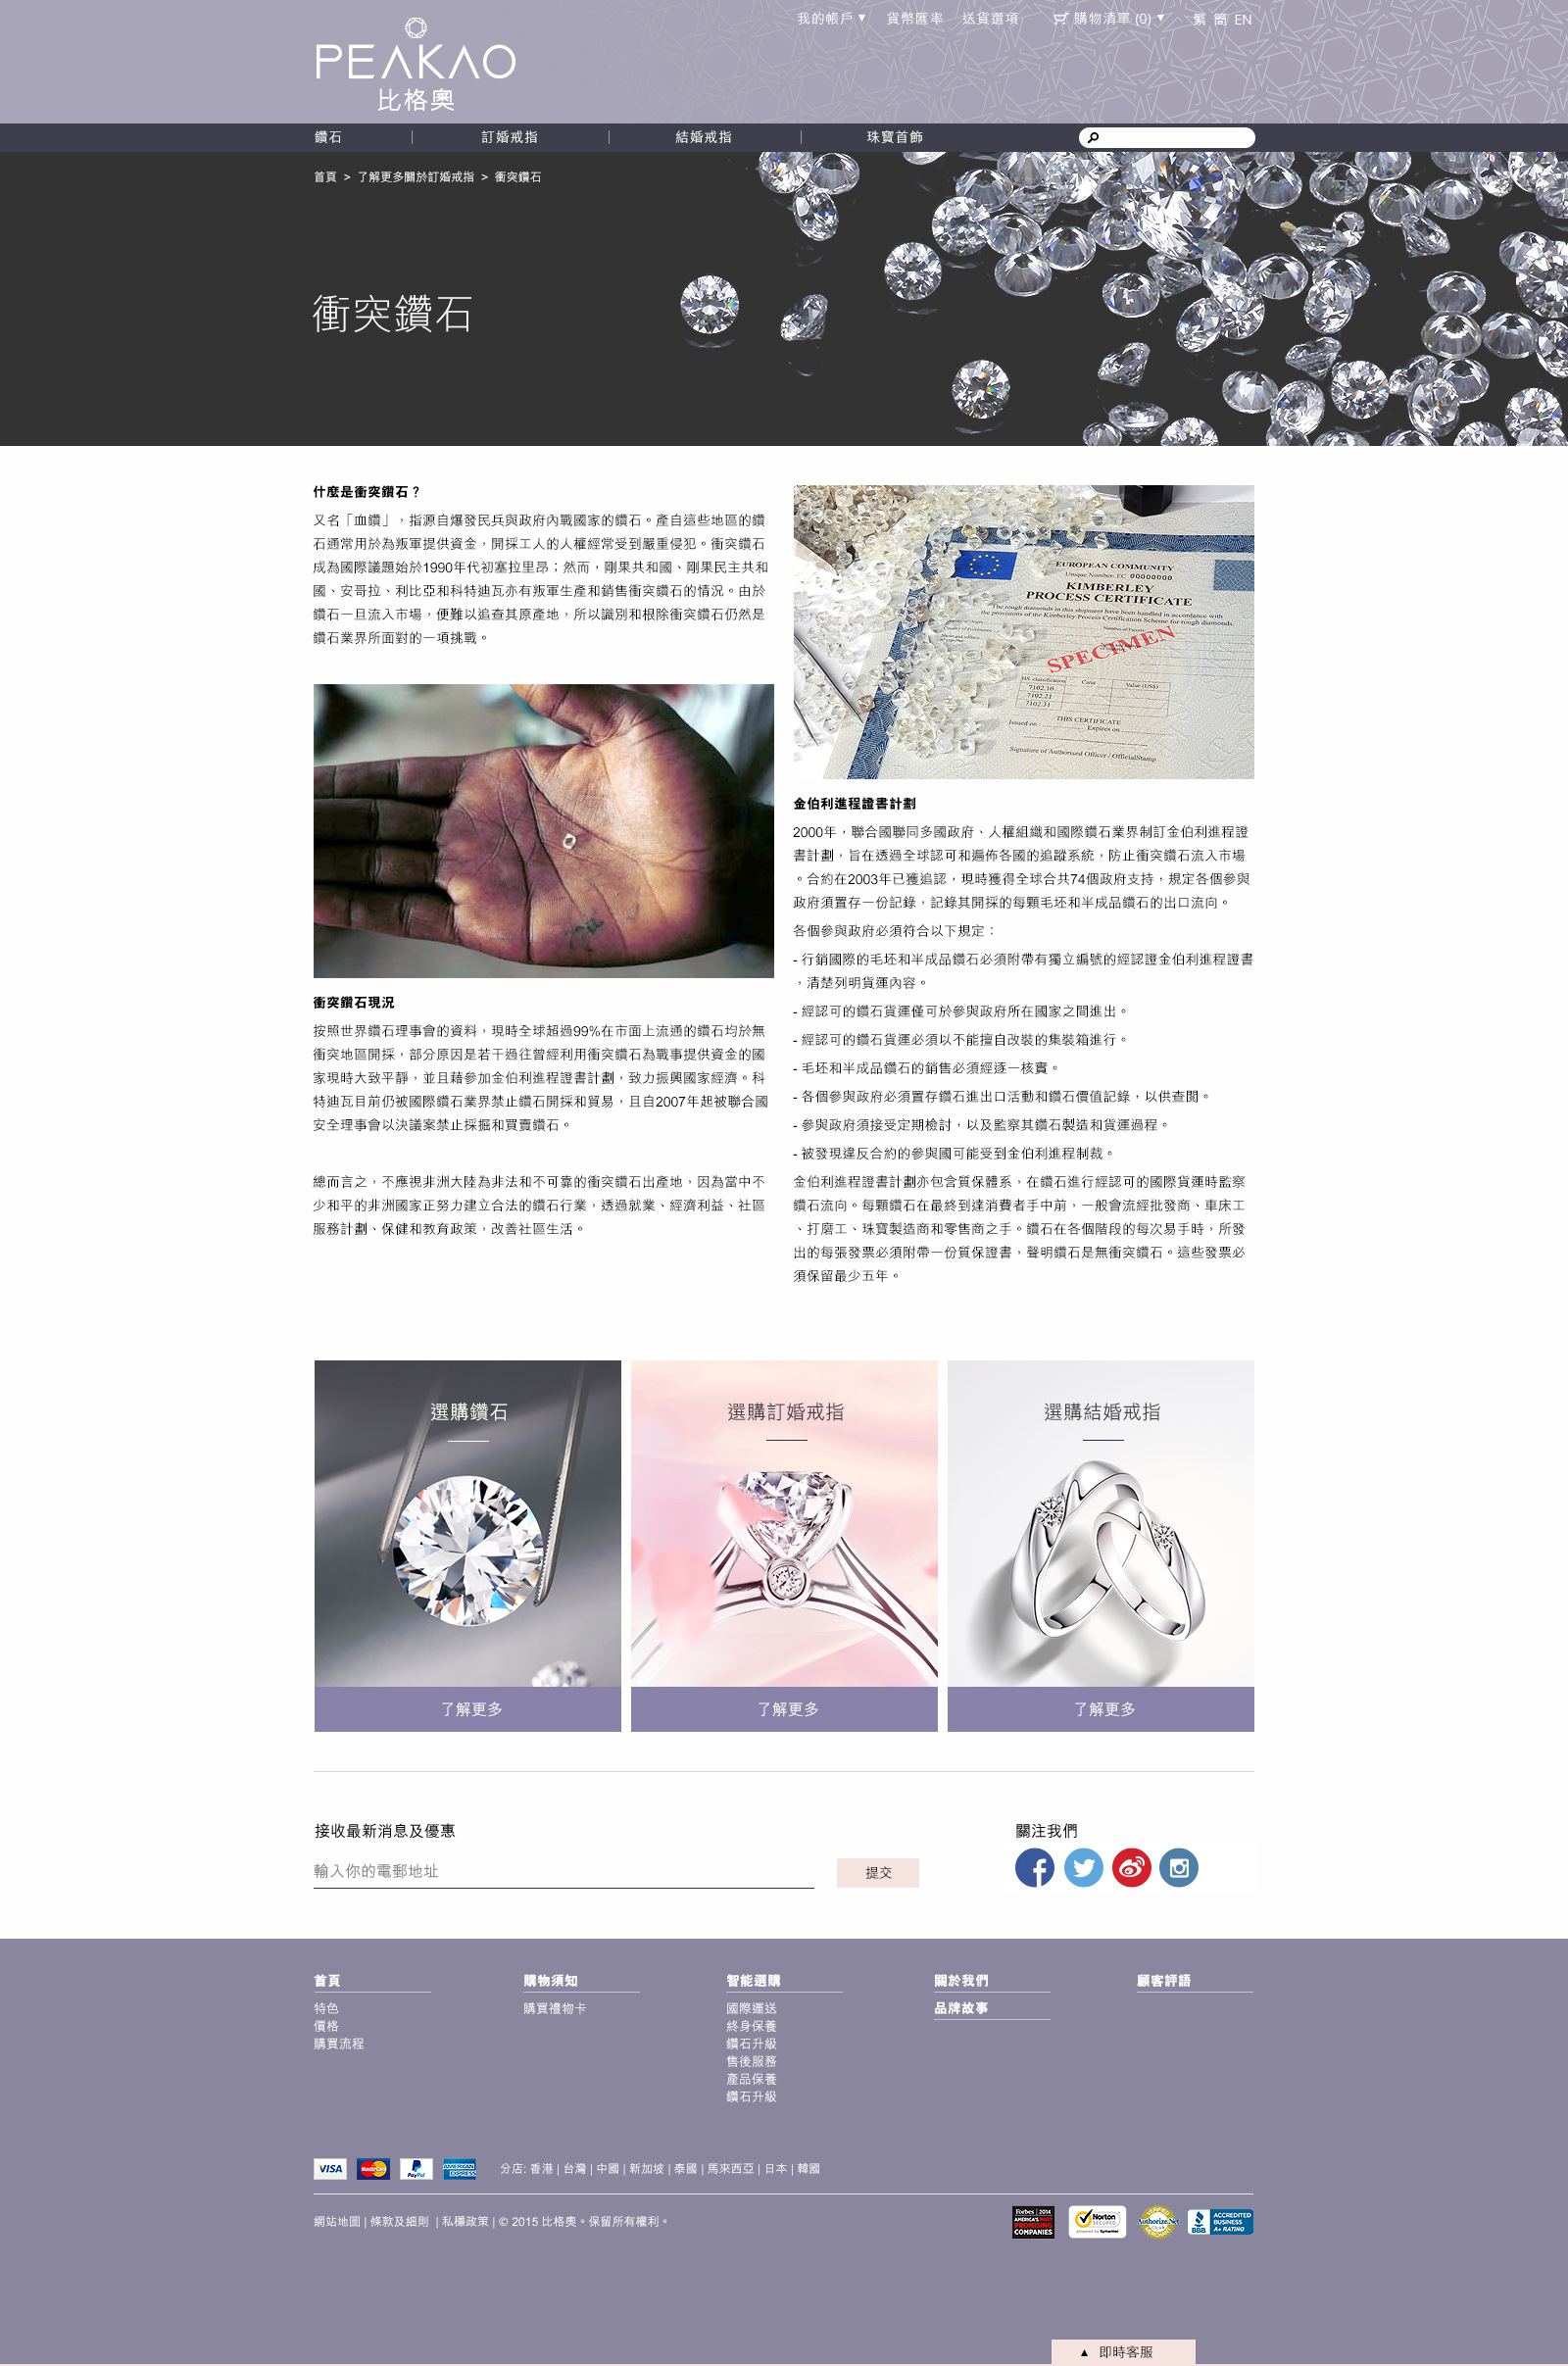 我的帳戶 ▼ 貨幣匯率 送貨選項 購物清單 (0) ▼ 繁 簡 EN
PEAKAO
比格奧
鑽石 | 訂婚戒指 | 結婚戒指 | 珠寶首飾
首頁 > 了解更多關於訂婚戒指 > 衝突鑽石
衝突鑽石
什麼是衝突鑽石？
又名「血鑽」，指源自爆發民兵與政府內戰國家的鑽石。產自這些地區的鑽
石通常用於為叛軍提供資金，開採工人的人權經常受到嚴重侵犯。衝突鑽石
成為國際議題始於1990年代初塞拉里昂；然而，剛果共和國、剛果民主共和
國、安哥拉、利比亞和科特迪瓦亦有叛軍生產和銷售衝突鑽石的情況。由於
鑽石一旦流入市場，便難以追查其原產地，所以識別和根除衝突鑽石仍然是
鑽石業界所面對的一項挑戰。
衝突鑽石現況
按照世界鑽石理事會的資料，現時全球超過99%在市面上流通的鑽石均於無
衝突地區開採，部分原因是若干過往曾經利用衝突鑽石為戰事提供資金的國
家現時大致平靜，並且藉參加金伯利進程證書計劃，致力振興國家經濟。科
特迪瓦目前仍被國際鑽石業界禁止鑽石開採和貿易，且自2007年起被聯合國
安全理事會以決議案禁止採掘和買賣鑽石。
總而言之，不應視非洲大陸為非法和不可靠的衝突鑽石出產地，因為當中不
少和平的非洲國家正努力建立合法的鑽石行業，透過就業、經濟利益、社區
服務計劃、保健和教育政策，改善社區生活。
EUROPEAN COMMUNITY
Unique Number: EC 00000000
KIMBERLEY
PROCESS CERTIFICATE
The rough diamonds in this shipment have been handled in accordance with
the provisions of the Kimberley Process Certification Scheme for rough diamonds.
SPECIMEN
HS classification Carat Value (US$)
7102.10
7102.21
7102.31
THIS CERTIFICATE
Issued on Expires on
Signature of Authorised Officer / OfficialStamp
金伯利進程證書計劃
2000年，聯合國聯同多國政府、人權組織和國際鑽石業界制訂金伯利進程證
書計劃，旨在透過全球認可和遍佈各國的追蹤系統，防止衝突鑽石流入市場
。合約在2003年已獲追認，現時獲得全球合共74個政府支持，規定各個參與
政府須置存一份記錄，記錄其開採的每顆毛坯和半成品鑽石的出口流向。
各個參與政府必須符合以下規定：
- 行銷國際的毛坯和半成品鑽石必須附帶有獨立編號的經認證金伯利進程證書
，清楚列明貨運內容。
- 經認可的鑽石貨運僅可於參與政府所在國家之間進出。
- 經認可的鑽石貨運必須以不能擅自改裝的集裝箱進行。
- 毛坯和半成品鑽石的銷售必須經逐一核實。
- 各個參與政府必須置存鑽石進出口活動和鑽石價值記錄，以供查閱。
- 參與政府須接受定期檢討，以及監察其鑽石製造和貨運過程。
- 被發現違反合約的參與國可能受到金伯利進程制裁。
金伯利進程證書計劃亦包含質保體系，在鑽石進行經認可的國際貨運時監察
鑽石流向。每顆鑽石在最終到達消費者手中前，一般會流經批發商、車床工
、打磨工、珠寶製造商和零售商之手。鑽石在各個階段的每次易手時，所發
出的每張發票必須附帶一份質保證書，聲明鑽石是無衝突鑽石。這些發票必
須保留最少五年。
選購鑽石
選購訂婚戒指
選購結婚戒指
了解更多
了解更多
了解更多
接收最新消息及優惠
輸入你的電郵地址
提交
關注我們
首頁
特色
價格
購買流程
購物須知
購買禮物卡
智能選購
國際運送
終身保養
鑽石升級
售後服務
產品保養
鑽石升級
關於我們
品牌故事
顧客評語
VISA MasterCard PayPal AMERICAN EXPRESS
分店: 香港 | 台灣 | 中國 | 新加坡 | 泰國 | 馬來西亞 | 日本 | 韓國
網站地圖 | 條款及細則 | 私穩政策 | © 2015 比格奧。保留所有權利。
Forbes 2014
AMERICA'S MOST
PROMISING
COMPANIES
Norton
SECURED
powered by Symantec
Authorize.Net
BBB
ACCREDITED
BUSINESS
A+ RATING
▲ 即時客服